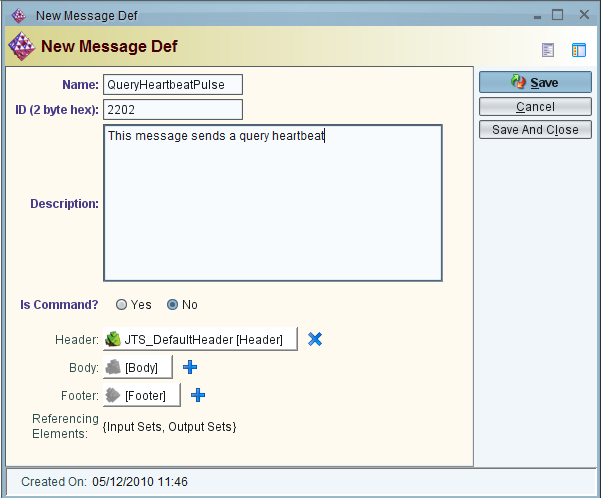 New Message Def
New Message Def
Name: QueryHeartbeatPulse
ID (2 byte hex): 2202
Description: This message sends a query heartbeat
Is Command? Yes No
Header: JTS_DefaultHeader [Header]
Body: [Body]
Footer: [Footer]
Referencing
Elements: {Input Sets, Output Sets}
Save
Cancel
Save And Close
Created On: 05/12/2010 11:46